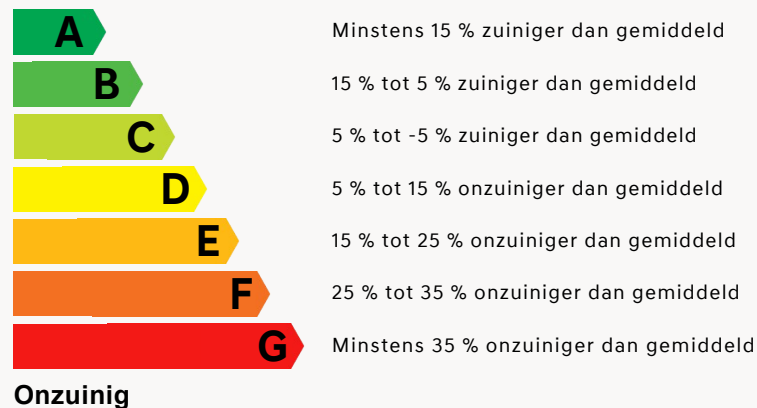 A Minstens 15 % zuiniger dan gemiddeld
B 15 % tot 5 % zuiniger dan gemiddeld
C 5 % tot -5 % zuiniger dan gemiddeld
D 5 % tot 15 % onzuiniger dan gemiddeld
E 15 % tot 25 % onzuiniger dan gemiddeld
F 25 % tot 35 % onzuiniger dan gemiddeld
G Minstens 35 % onzuiniger dan gemiddeld
Onzuinig